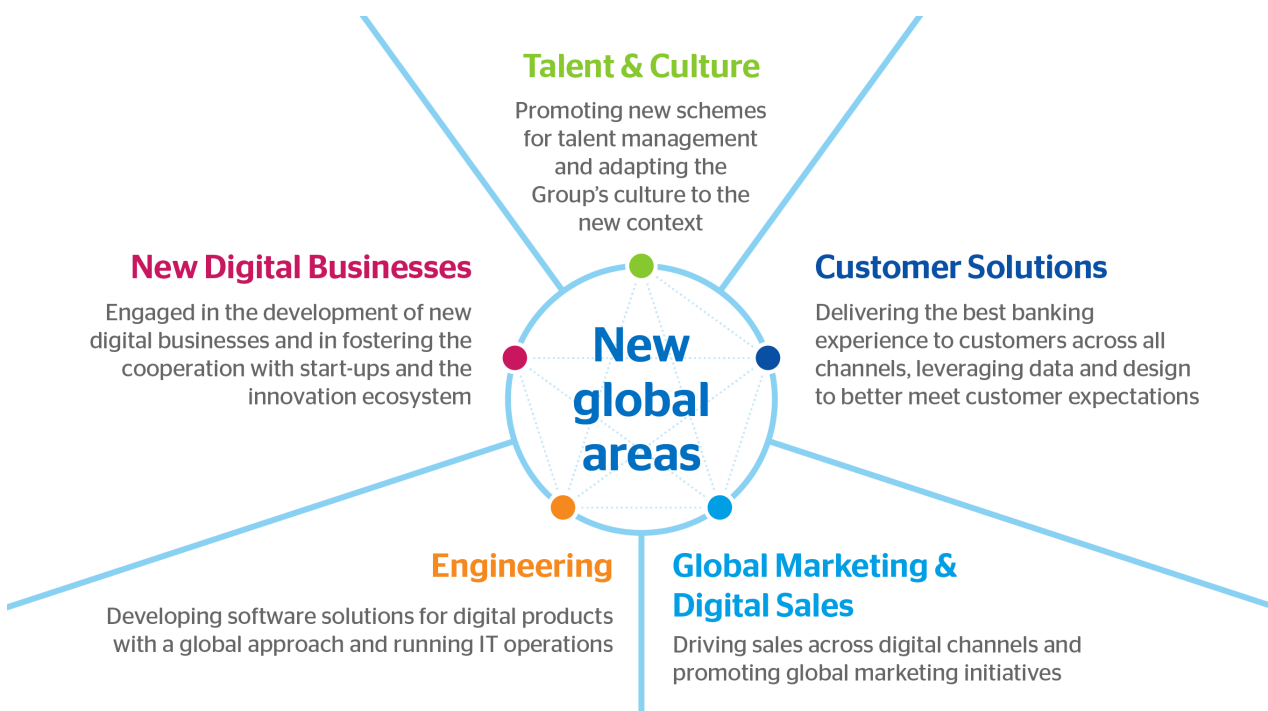 Talent & Culture
Promoting new schemes
for talent management
and adapting the
Group’s culture to the
new context
New Digital Businesses
Engaged in the development of new
digital businesses and in fostering the
cooperation with start-ups and the
innovation ecosystem
Customer Solutions
Delivering the best banking
experience to customers across all
channels, leveraging data and design
to better meet customer expectations
New
global
areas
Engineering
Developing software solutions for digital products
with a global approach and running IT operations
Global Marketing &
Digital Sales
Driving sales across digital channels and
promoting global marketing initiatives